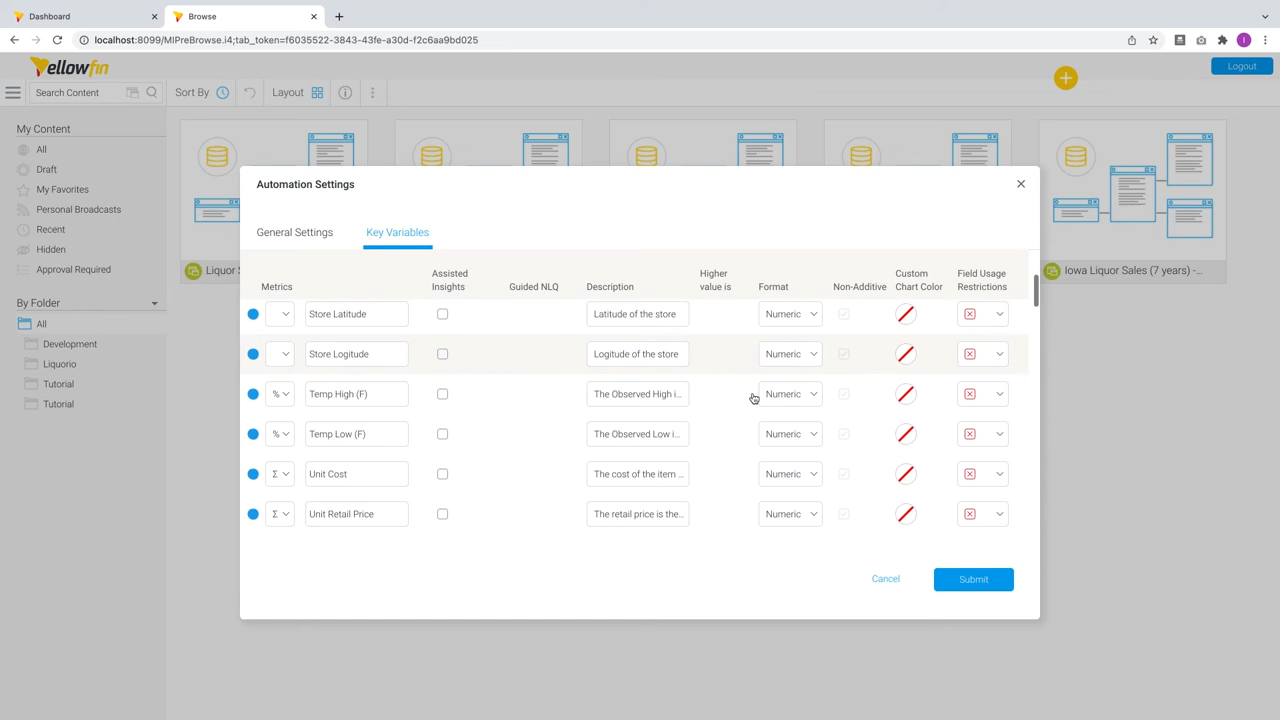 Dashboard
Browse
localhost:8099/MIPreBrowse.i4;tab_token=f6035522-3843-43fe-a30d-f2c6aa9bd025
I
Yellowfin
Logout
Search Content
Sort By
Layout
My Content
All
Draft
My Favorites
Personal Broadcasts
Recent
Hidden
Approval Required
By Folder
All
Development
Liquorio
Tutorial
Tutorial
Liquor S
Iowa Liquor Sales (7 years) -...
Automation Settings
General Settings
Key Variables
Metrics
Assisted Insights
Guided NLQ
Description
Higher value is
Format
Non-Additive
Custom Chart Color
Field Usage Restrictions
Store Latitude Latitude of the store Numeric
Store Logitude Logitude of the store Numeric
% Temp High (F) The Observed High i... Numeric
% Temp Low (F) The Observed Low i... Numeric
Σ Unit Cost The cost of the item ... Numeric
Σ Unit Retail Price The retail price is the... Numeric
Cancel
Submit